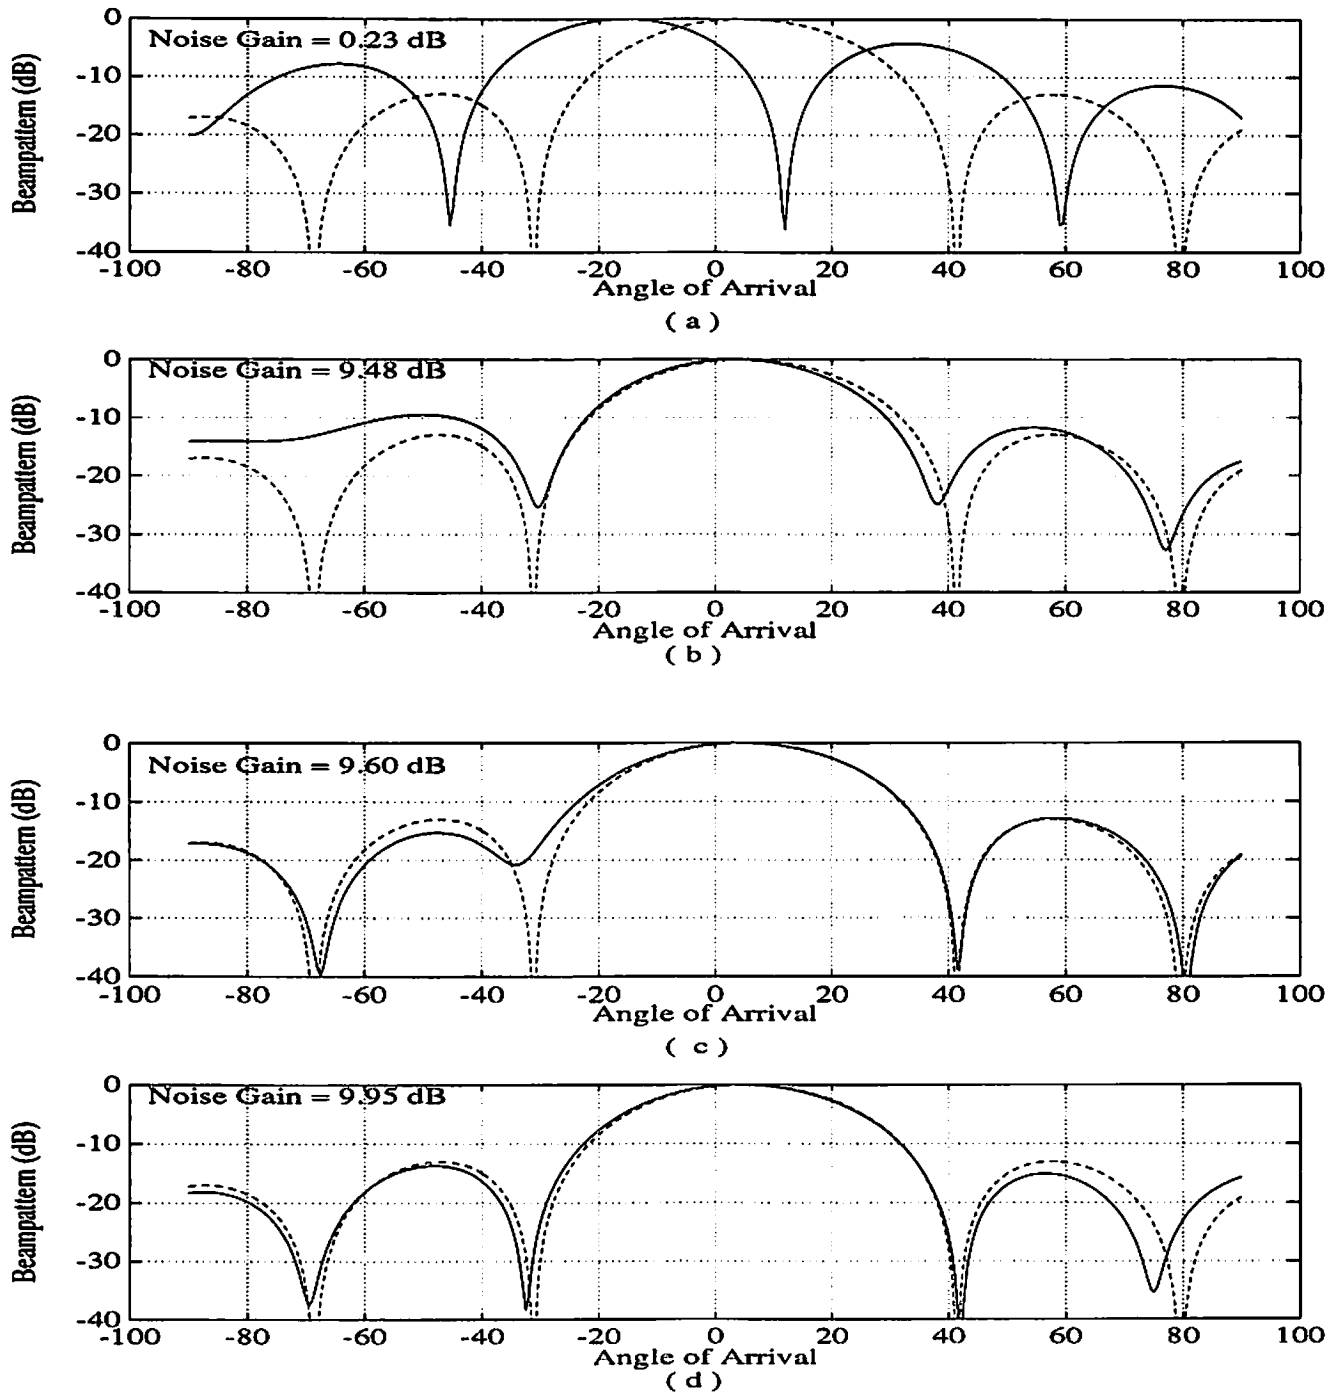 0
Noise Gain = 0.23 dB
-10
-20
-30
-40
Beampattern (dB)
-100 -80 -60 -40 -20 0 20 40 60 80 100
Angle of Arrival
( a )
0
Noise Gain = 9.48 dB
-10
-20
-30
-40
Beampattern (dB)
-100 -80 -60 -40 -20 0 20 40 60 80 100
Angle of Arrival
( b )
0
Noise Gain = 9.60 dB
-10
-20
-30
-40
Beampattern (dB)
-100 -80 -60 -40 -20 0 20 40 60 80 100
Angle of Arrival
( c )
0
Noise Gain = 9.95 dB
-10
-20
-30
-40
Beampattern (dB)
-100 -80 -60 -40 -20 0 20 40 60 80 100
Angle of Arrival
( d )